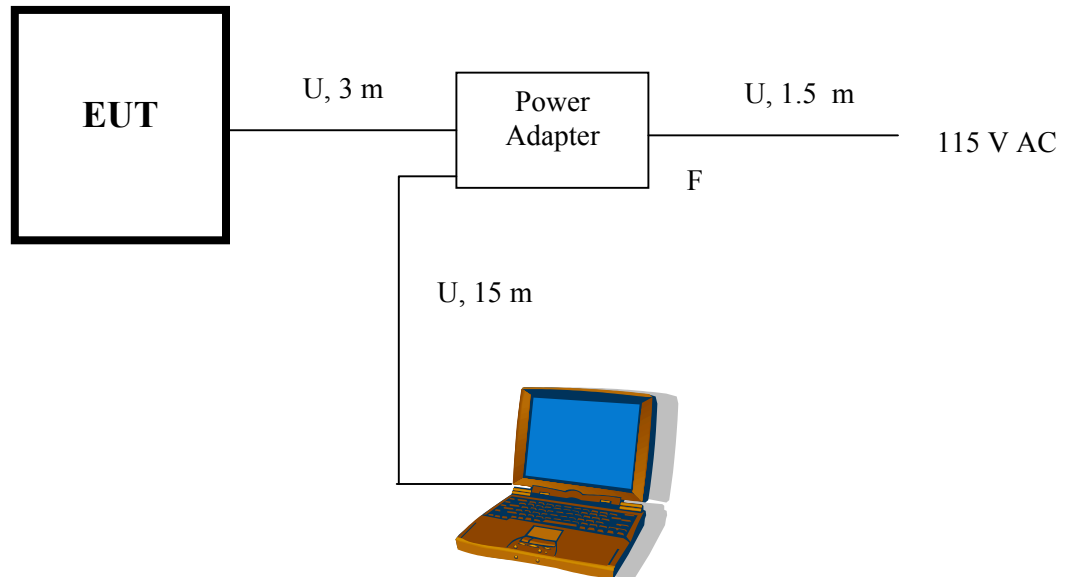 EUT
U, 3 m
Power
Adapter
U, 1.5 m
115 V AC
F
U, 15 m